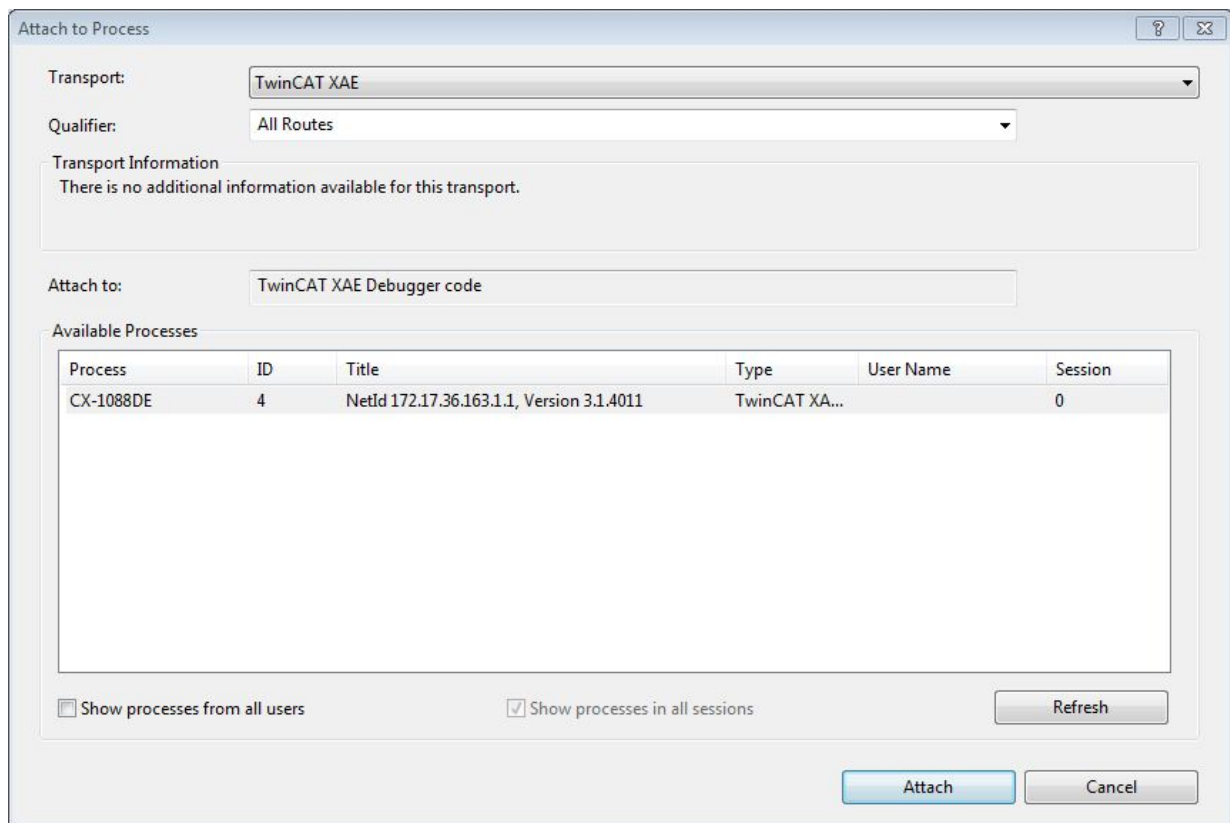 Attach to Process
Transport: TwinCAT XAE
Qualifier: All Routes
Transport Information
There is no additional information available for this transport.
Attach to: TwinCAT XAE Debugger code
Available Processes
Process ID Title Type User Name Session
CX-1088DE 4 NetId 172.17.36.163.1.1, Version 3.1.4011 TwinCAT XA... 0
Show processes from all users Show processes in all sessions Refresh
Attach Cancel